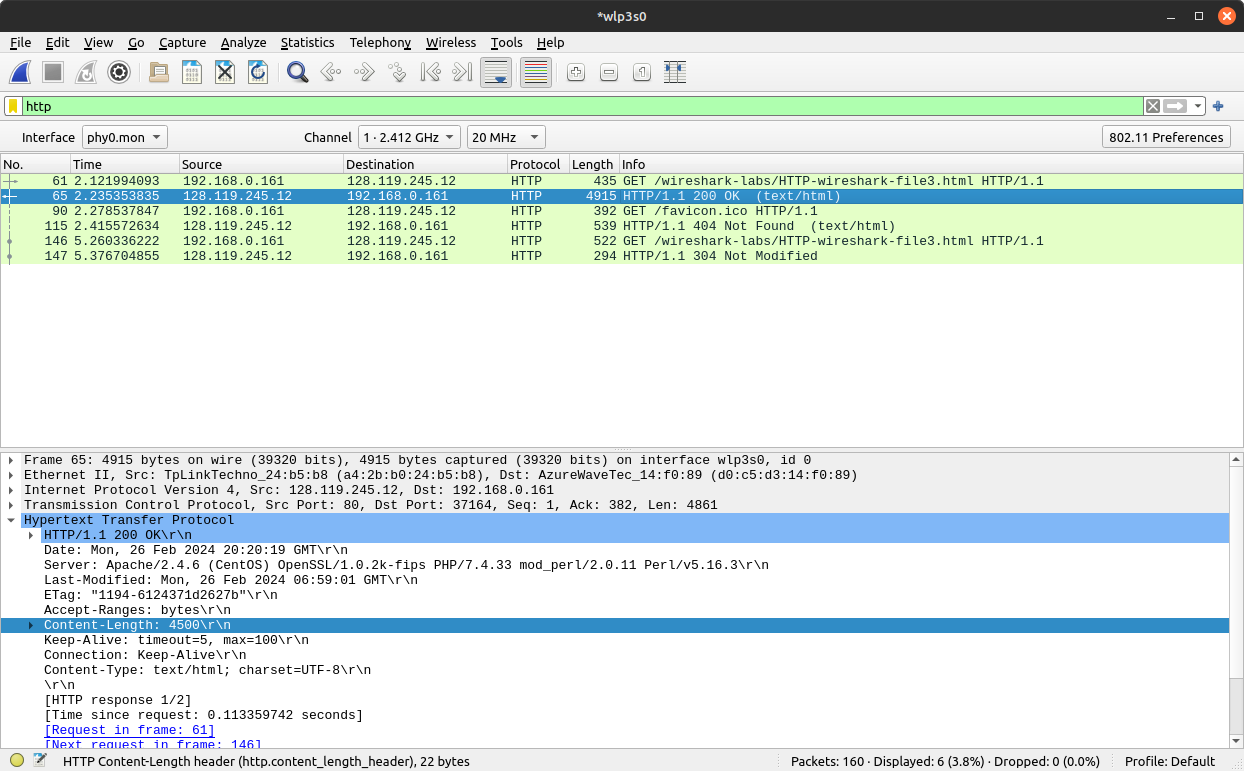 *wlp3s0
File Edit View Go Capture Analyze Statistics Telephony Wireless Tools Help
http
Interface phy0.mon Channel 1 · 2.412 GHz 20 MHz 802.11 Preferences
No. Time Source Destination Protocol Length Info
61 2.121994093 192.168.0.161 128.119.245.12 HTTP 435 GET /wireshark-labs/HTTP-wireshark-file3.html HTTP/1.1
65 2.235353835 128.119.245.12 192.168.0.161 HTTP 4915 HTTP/1.1 200 OK (text/html)
90 2.278537847 192.168.0.161 128.119.245.12 HTTP 392 GET /favicon.ico HTTP/1.1
115 2.415572634 128.119.245.12 192.168.0.161 HTTP 539 HTTP/1.1 404 Not Found (text/html)
146 5.260336222 192.168.0.161 128.119.245.12 HTTP 522 GET /wireshark-labs/HTTP-wireshark-file3.html HTTP/1.1
147 5.376704855 128.119.245.12 192.168.0.161 HTTP 294 HTTP/1.1 304 Not Modified
Frame 65: 4915 bytes on wire (39320 bits), 4915 bytes captured (39320 bits) on interface wlp3s0, id 0
Ethernet II, Src: TpLinkTechno_24:b5:b8 (a4:2b:b0:24:b5:b8), Dst: AzureWaveTec_14:f0:89 (d0:c5:d3:14:f0:89)
Internet Protocol Version 4, Src: 128.119.245.12, Dst: 192.168.0.161
Transmission Control Protocol, Src Port: 80, Dst Port: 37164, Seq: 1, Ack: 382, Len: 4861
Hypertext Transfer Protocol
HTTP/1.1 200 OK\r\n
Date: Mon, 26 Feb 2024 20:20:19 GMT\r\n
Server: Apache/2.4.6 (CentOS) OpenSSL/1.0.2k-fips PHP/7.4.33 mod_perl/2.0.11 Perl/v5.16.3\r\n
Last-Modified: Mon, 26 Feb 2024 06:59:01 GMT\r\n
ETag: "1194-6124371d2627b"\r\n
Accept-Ranges: bytes\r\n
Content-Length: 4500\r\n
Keep-Alive: timeout=5, max=100\r\n
Connection: Keep-Alive\r\n
Content-Type: text/html; charset=UTF-8\r\n
\r\n
[HTTP response 1/2]
[Time since request: 0.113359742 seconds]
[Request in frame: 61]
[Next request in frame: 146]
HTTP Content-Length header (http.content_length_header), 22 bytes Packets: 160 · Displayed: 6 (3.8%) · Dropped: 0 (0.0%) Profile: Default